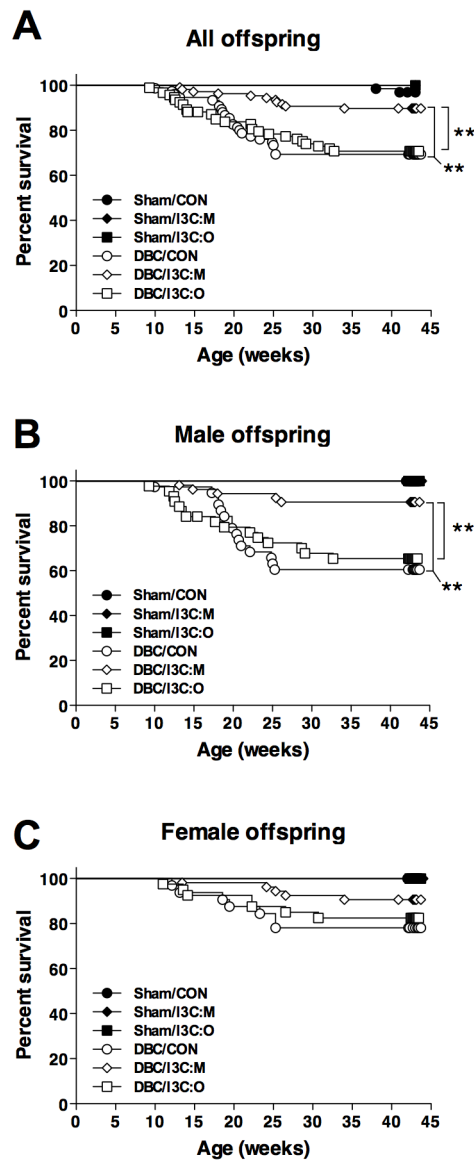 A
All offspring
Percent survival
100
80
60
40
20
0
**
**
Sham/CON
Sham/I3C:M
Sham/I3C:O
DBC/CON
DBC/I3C:M
DBC/I3C:O
0 5 10 15 20 25 30 35 40 45
Age (weeks)
B
Male offspring
Percent survival
100
80
60
40
20
0
**
**
Sham/CON
Sham/I3C:M
Sham/I3C:O
DBC/CON
DBC/I3C:M
DBC/I3C:O
0 5 10 15 20 25 30 35 40 45
Age (weeks)
C
Female offspring
Percent survival
100
80
60
40
20
0
Sham/CON
Sham/I3C:M
Sham/I3C:O
DBC/CON
DBC/I3C:M
DBC/I3C:O
0 5 10 15 20 25 30 35 40 45
Age (weeks)